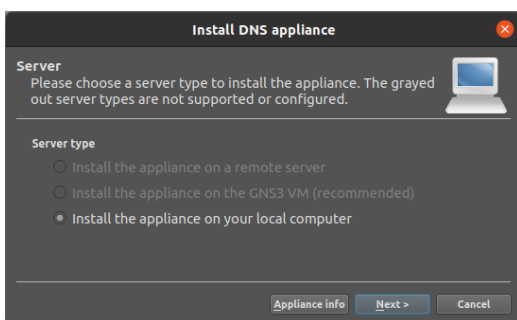 Install DNS appliance
Server
Please choose a server type to install the appliance. The grayed
out server types are not supported or configured.
Server type
Install the appliance on a remote server
Install the appliance on the GNS3 VM (recommended)
Install the appliance on your local computer
Appliance info
Next >
Cancel